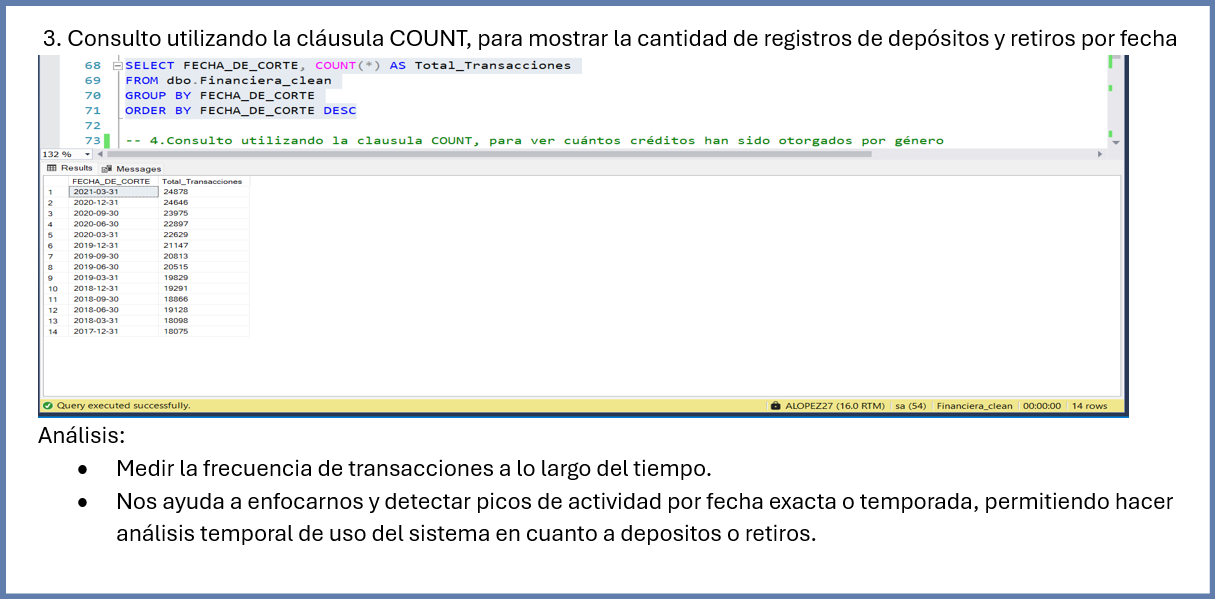 3. Consulto utilizando la cláusula COUNT, para mostrar la cantidad de registros de depósitos y retiros por fecha
68 SELECT FECHA_DE_CORTE, COUNT(*) AS Total_Transacciones
69 FROM dbo.Financiera_clean
70 GROUP BY FECHA_DE_CORTE
71 ORDER BY FECHA_DE_CORTE DESC
72
73 -- 4.Consulto utilizando la clausula COUNT, para ver cuántos créditos han sido otorgados por género
132 %
Results Messages
FECHA_DE_CORTE Total_Transacciones
1 2021-03-31 24878
2 2020-12-31 24646
3 2020-09-30 23975
4 2020-06-30 22897
5 2020-03-31 22629
6 2019-12-31 21147
7 2019-09-30 20813
8 2019-06-30 20515
9 2019-03-31 19829
10 2018-12-31 19291
11 2018-09-30 18866
12 2018-06-30 19128
13 2018-03-31 18098
14 2017-12-31 18075
Query executed successfully. ALOPEZ27 (16.0 RTM) sa (54) Financiera_clean 00:00:00 14 rows
Análisis:
● Medir la frecuencia de transacciones a lo largo del tiempo.
● Nos ayuda a enfocarnos y detectar picos de actividad por fecha exacta o temporada, permitiendo hacer
análisis temporal de uso del sistema en cuanto a depositos o retiros.